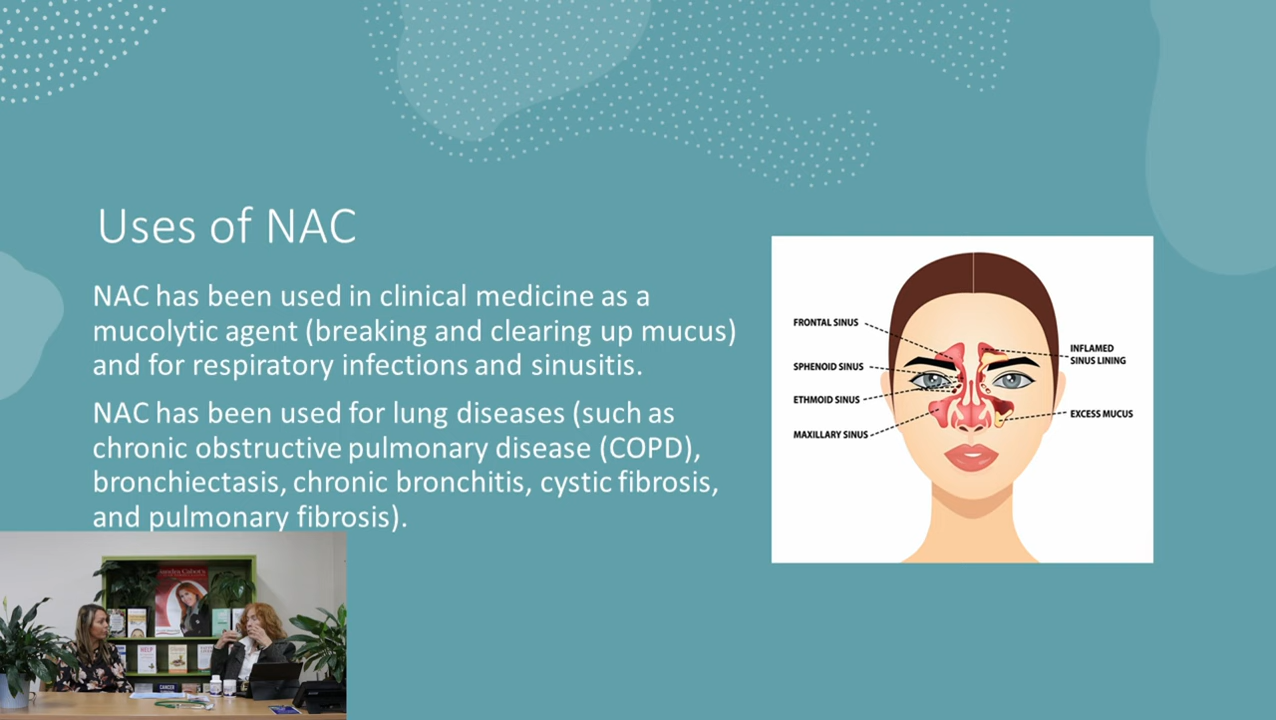 Uses of NAC
NAC has been used in clinical medicine as a
mucolytic agent (breaking and clearing up mucus)
and for respiratory infections and sinusitis.
NAC has been used for lung diseases (such as
chronic obstructive pulmonary disease (COPD),
bronchiectasis, chronic bronchitis, cystic fibrosis,
and pulmonary fibrosis).
FRONTAL SINUS
SPHENOID SINUS
ETHMOID SINUS
MAXILLARY SINUS
INFLAMED
SINUS LINING
EXCESS MUCUS
HELP
CANCER